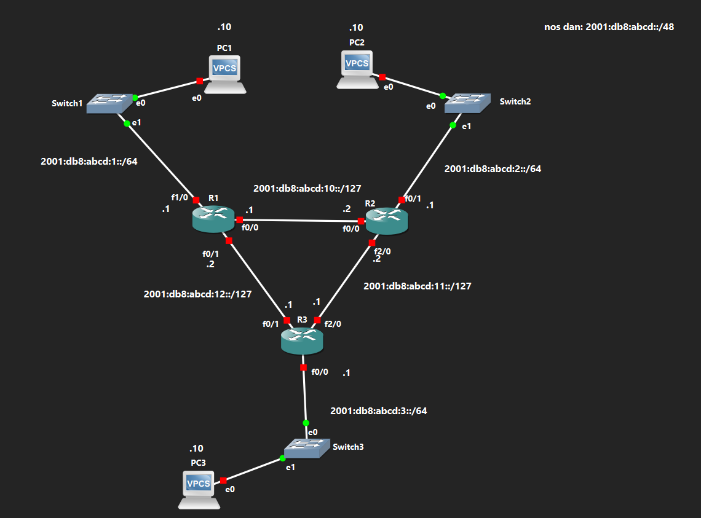 nos dan: 2001:db8:abcd::/48
.10
PC1
VPCS
e0
.10
PC2
VPCS
e0
Switch1
e0
e1
e0
Switch2
e1
2001:db8:abcd:1::/64
2001:db8:abcd:2::/64
2001:db8:abcd:10::/127
f1/0
R1
.1
.1
f0/0
.2
f0/0
R2
f0/1
.1
f0/1
.2
f2/0
.2
2001:db8:abcd:12::/127
2001:db8:abcd:11::/127
.1
.1
f0/1
R3
f2/0
f0/0
.1
2001:db8:abcd:3::/64
e0
Switch3
e1
.10
PC3
VPCS
e0